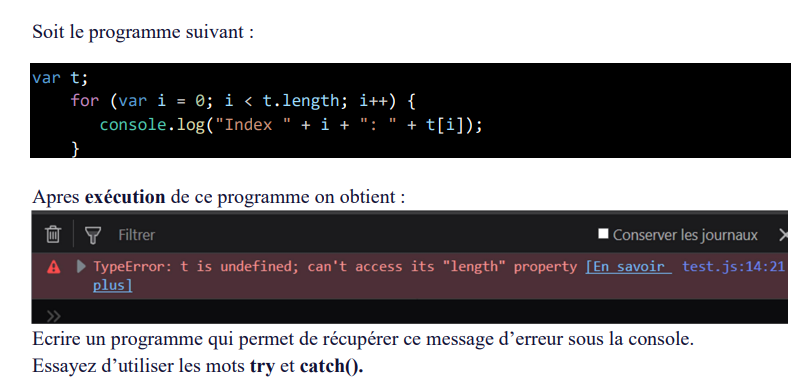 Soit le programme suivant :
var t;
for (var i = 0; i < t.length; i++) {
console.log("Index " + i + ": " + t[i]);
}
Apres exécution de ce programme on obtient :
Filtrer Conserver les journaux
TypeError: t is undefined; can't access its "length" property [En savoir test.js:14:21
plus]
Ecrire un programme qui permet de récupérer ce message d'erreur sous la console.
Essayez d'utiliser les mots try et catch().